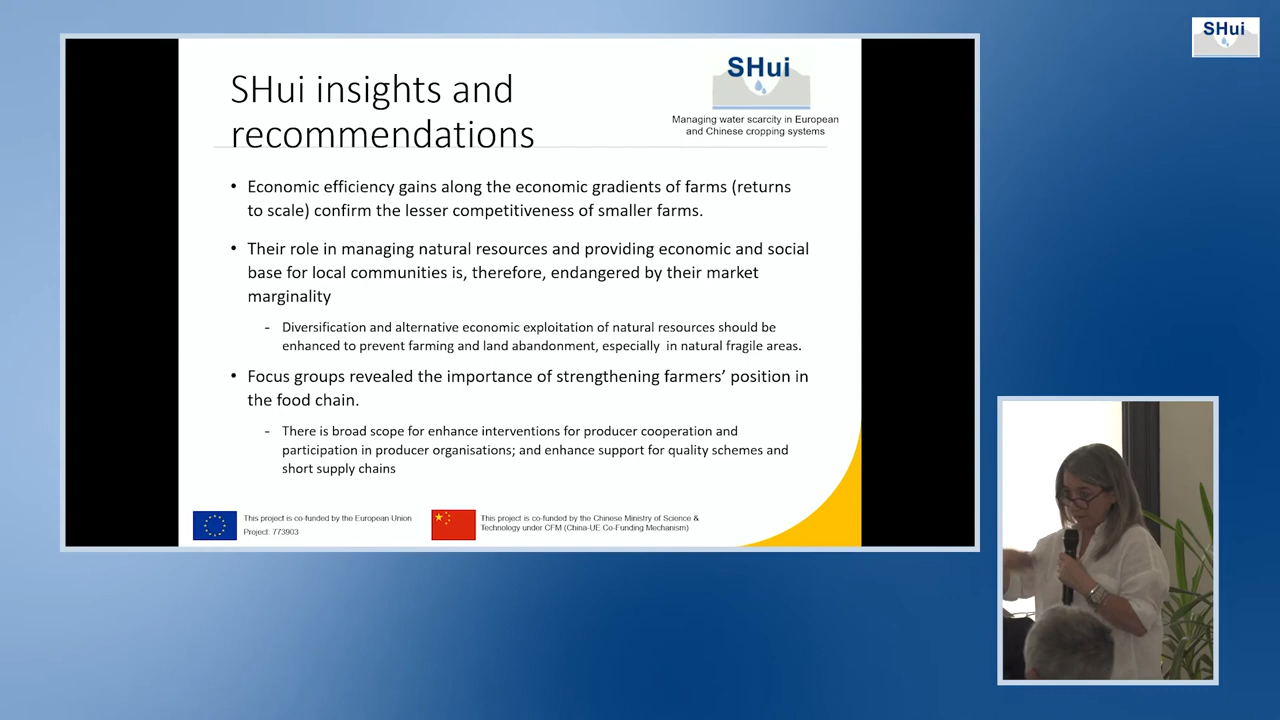 SHui
SHui insights and
recommendations
SHui
Managing water scarcity in European
and Chinese cropping systems
• Economic efficiency gains along the economic gradients of farms (returns
to scale) confirm the lesser competitiveness of smaller farms.
• Their role in managing natural resources and providing economic and social
base for local communities is, therefore, endangered by their market
marginality
- Diversification and alternative economic exploitation of natural resources should be
enhanced to prevent farming and land abandonment, especially in natural fragile areas.
• Focus groups revealed the importance of strengthening farmers’ position in
the food chain.
- There is broad scope for enhance interventions for producer cooperation and
participation in producer organisations; and enhance support for quality schemes and
short supply chains
This project is co-funded by the European Union
Project: 773903
This project is co-funded by the Chinese Ministry of Science &
Technology under CFM (China-UE Co-Funding Mechanism)